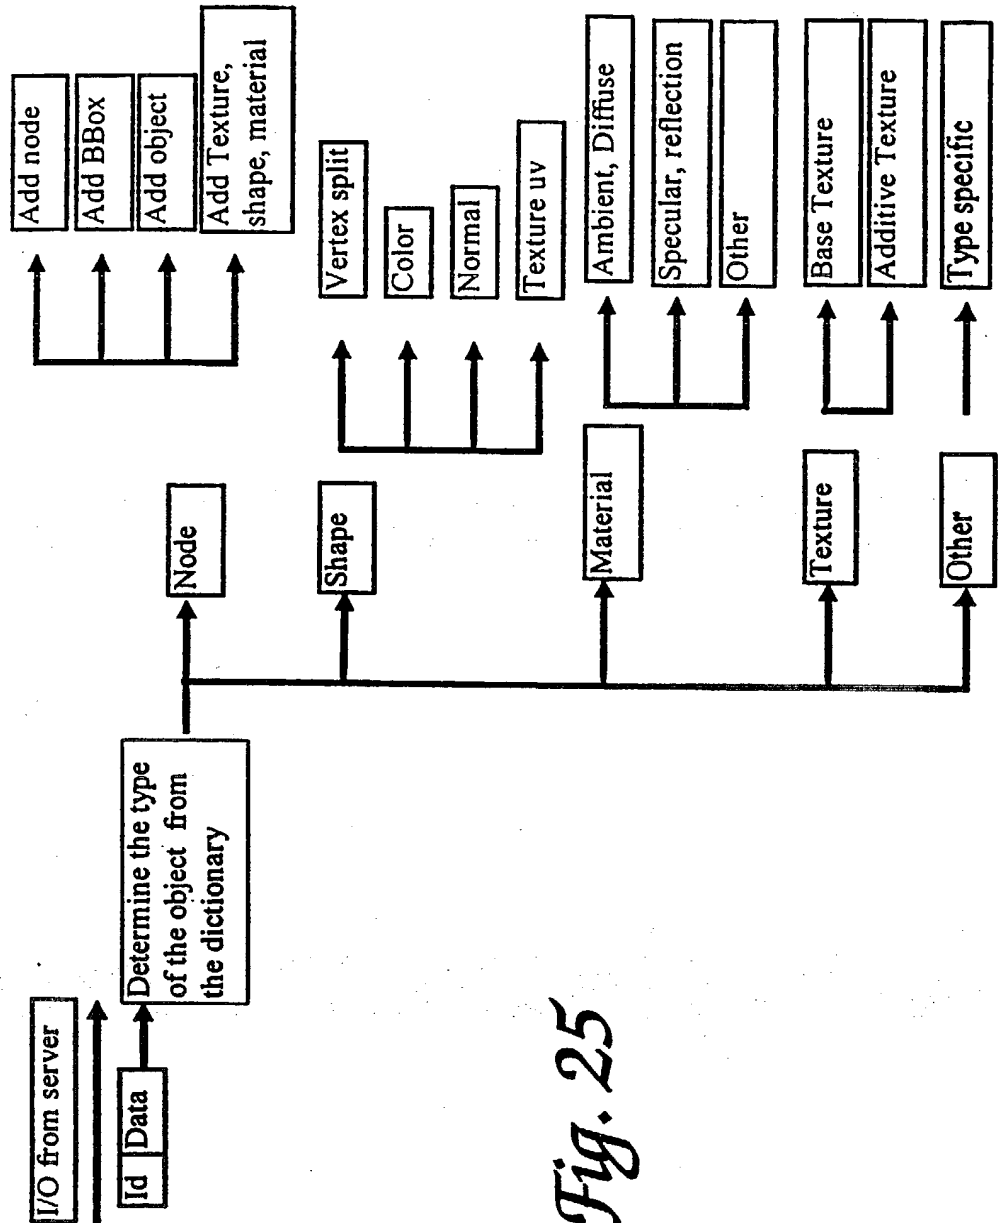 I/O from server
Id
Data
Determine the type
of the object from
the dictionary
Node
Shape
Material
Texture
Other
Add node
Add BBox
Add object
Add Texture,
shape, material
Vertex split
Color
Normal
Texture uv
Ambient, Diffuse
Specular, reflection
Other
Base Texture
Additive Texture
Type specific
Fig. 25